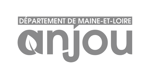 DÉPARTEMENT DE MAINE-ET-LOIRE
anjou